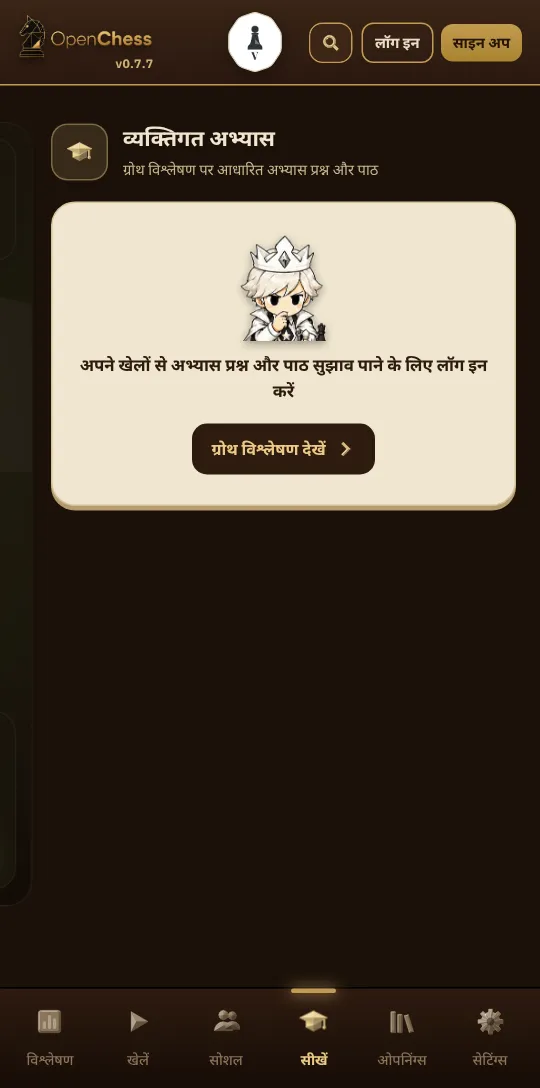 OpenChess
v0.7.7
V
लॉग इन
साइन अप
व्यक्तिगत अभ्यास
ग्रोथ विश्लेषण पर आधारित अभ्यास प्रश्न और पाठ
अपने खेलों से अभ्यास प्रश्न और पाठ सुझाव पाने के लिए लॉग इन
करें
ग्रोथ विश्लेषण देखें
विश्लेषण
खेलें
सोशल
सीखें
ओपनिंग्स
सेटिंग्स